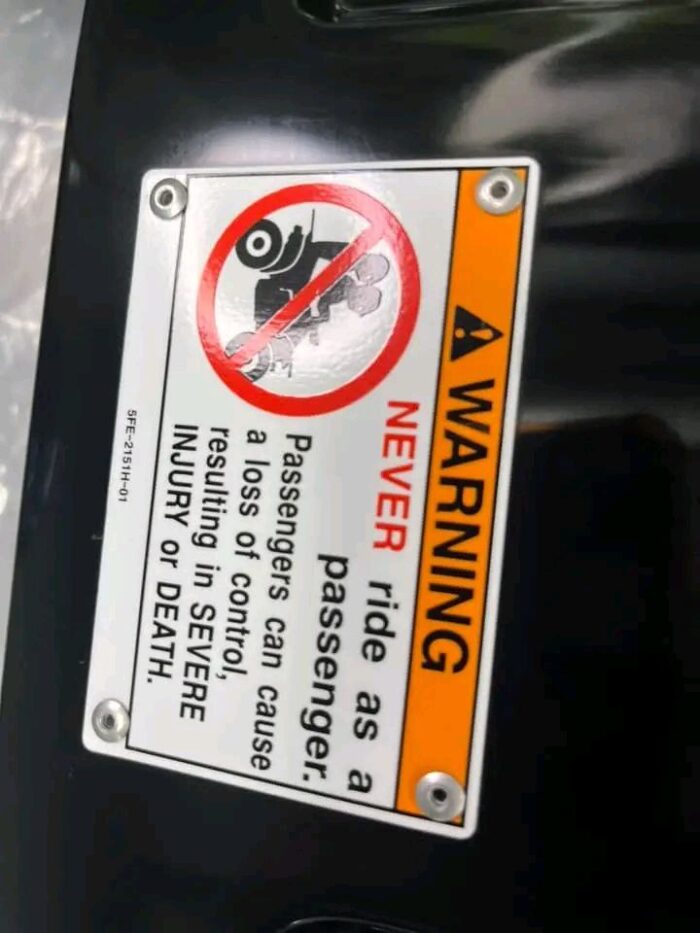 WARNING
NEVER ride as a
passenger.
Passengers can cause
a loss of control,
resulting in SEVERE
INJURY or DEATH.
5FE-2151H-01